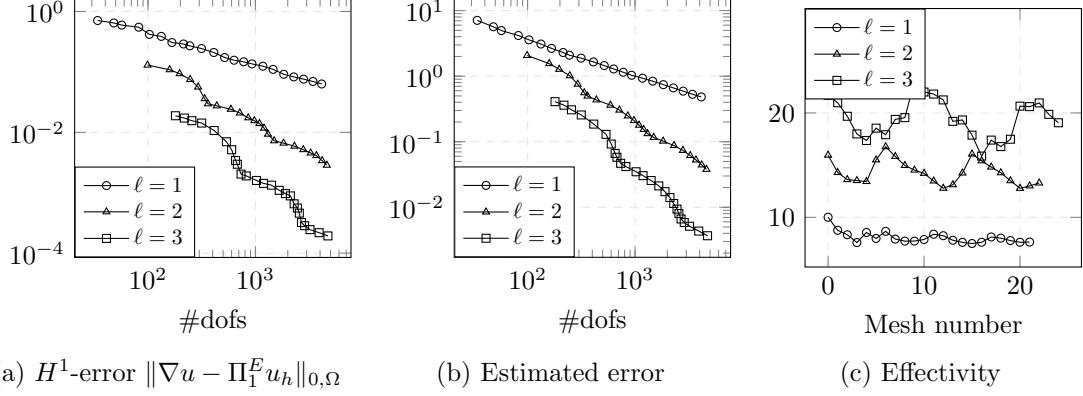 10^0
10^{-2}
10^{-4}
ℓ = 1
ℓ = 2
ℓ = 3
10^2
10^3
#dofs
a) H^1-error ‖∇u − Π_1^E u_h‖_{0,Ω}
10^1
10^0
10^{-1}
10^{-2}
ℓ = 1
ℓ = 2
ℓ = 3
10^2
10^3
#dofs
(b) Estimated error
ℓ = 1
ℓ = 2
ℓ = 3
20
10
0
10
20
Mesh number
(c) Effectivity